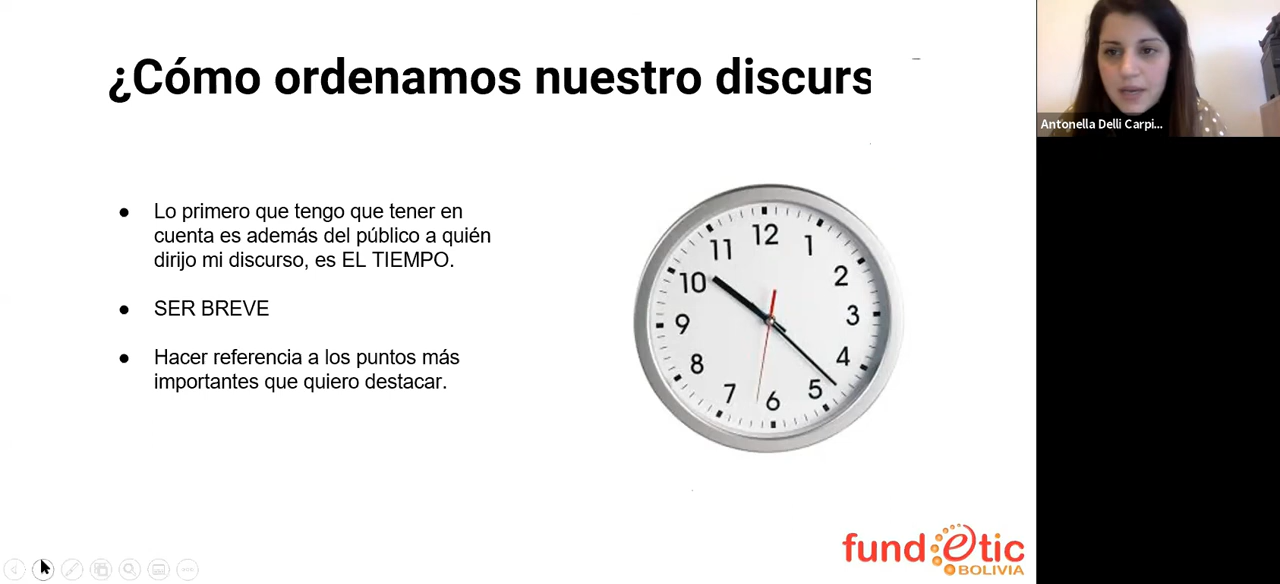 ¿Cómo ordenamos nuestro discurs
Antonella Delli Carpi...
● Lo primero que tengo que tener en
cuenta es además del público a quién
dirijo mi discurso, es EL TIEMPO.
● SER BREVE
● Hacer referencia a los puntos más
importantes que quiero destacar.
12
1
2
3
4
5
6
7
8
9
10
11
fundetic
BOLIVIA